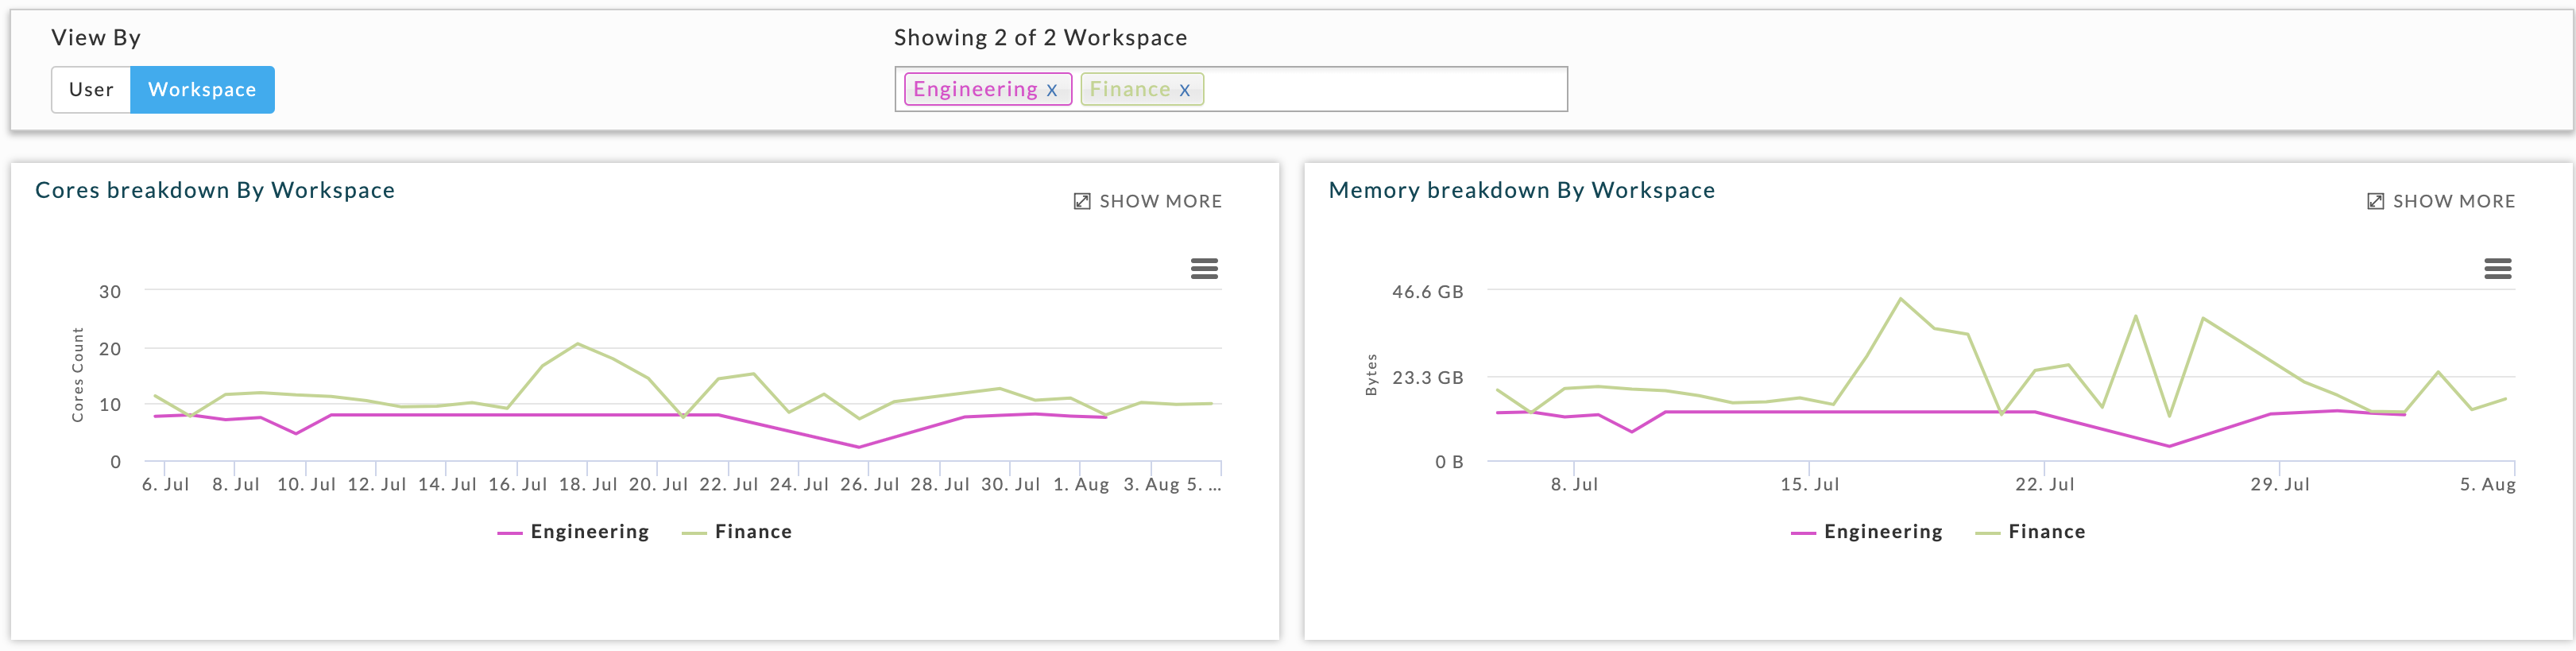 View By
Showing 2 of 2 Workspace
User Workspace
Engineering x Finance x
Cores breakdown By Workspace
SHOW MORE
30
20
10
0
Cores Count
6. Jul 8. Jul 10. Jul 12. Jul 14. Jul 16. Jul 18. Jul 20. Jul 22. Jul 24. Jul 26. Jul 28. Jul 30. Jul 1. Aug 3. Aug 5. ...
Engineering Finance
Memory breakdown By Workspace
SHOW MORE
46.6 GB
23.3 GB
0 B
Bytes
8. Jul 15. Jul 22. Jul 29. Jul 5. Aug
Engineering Finance